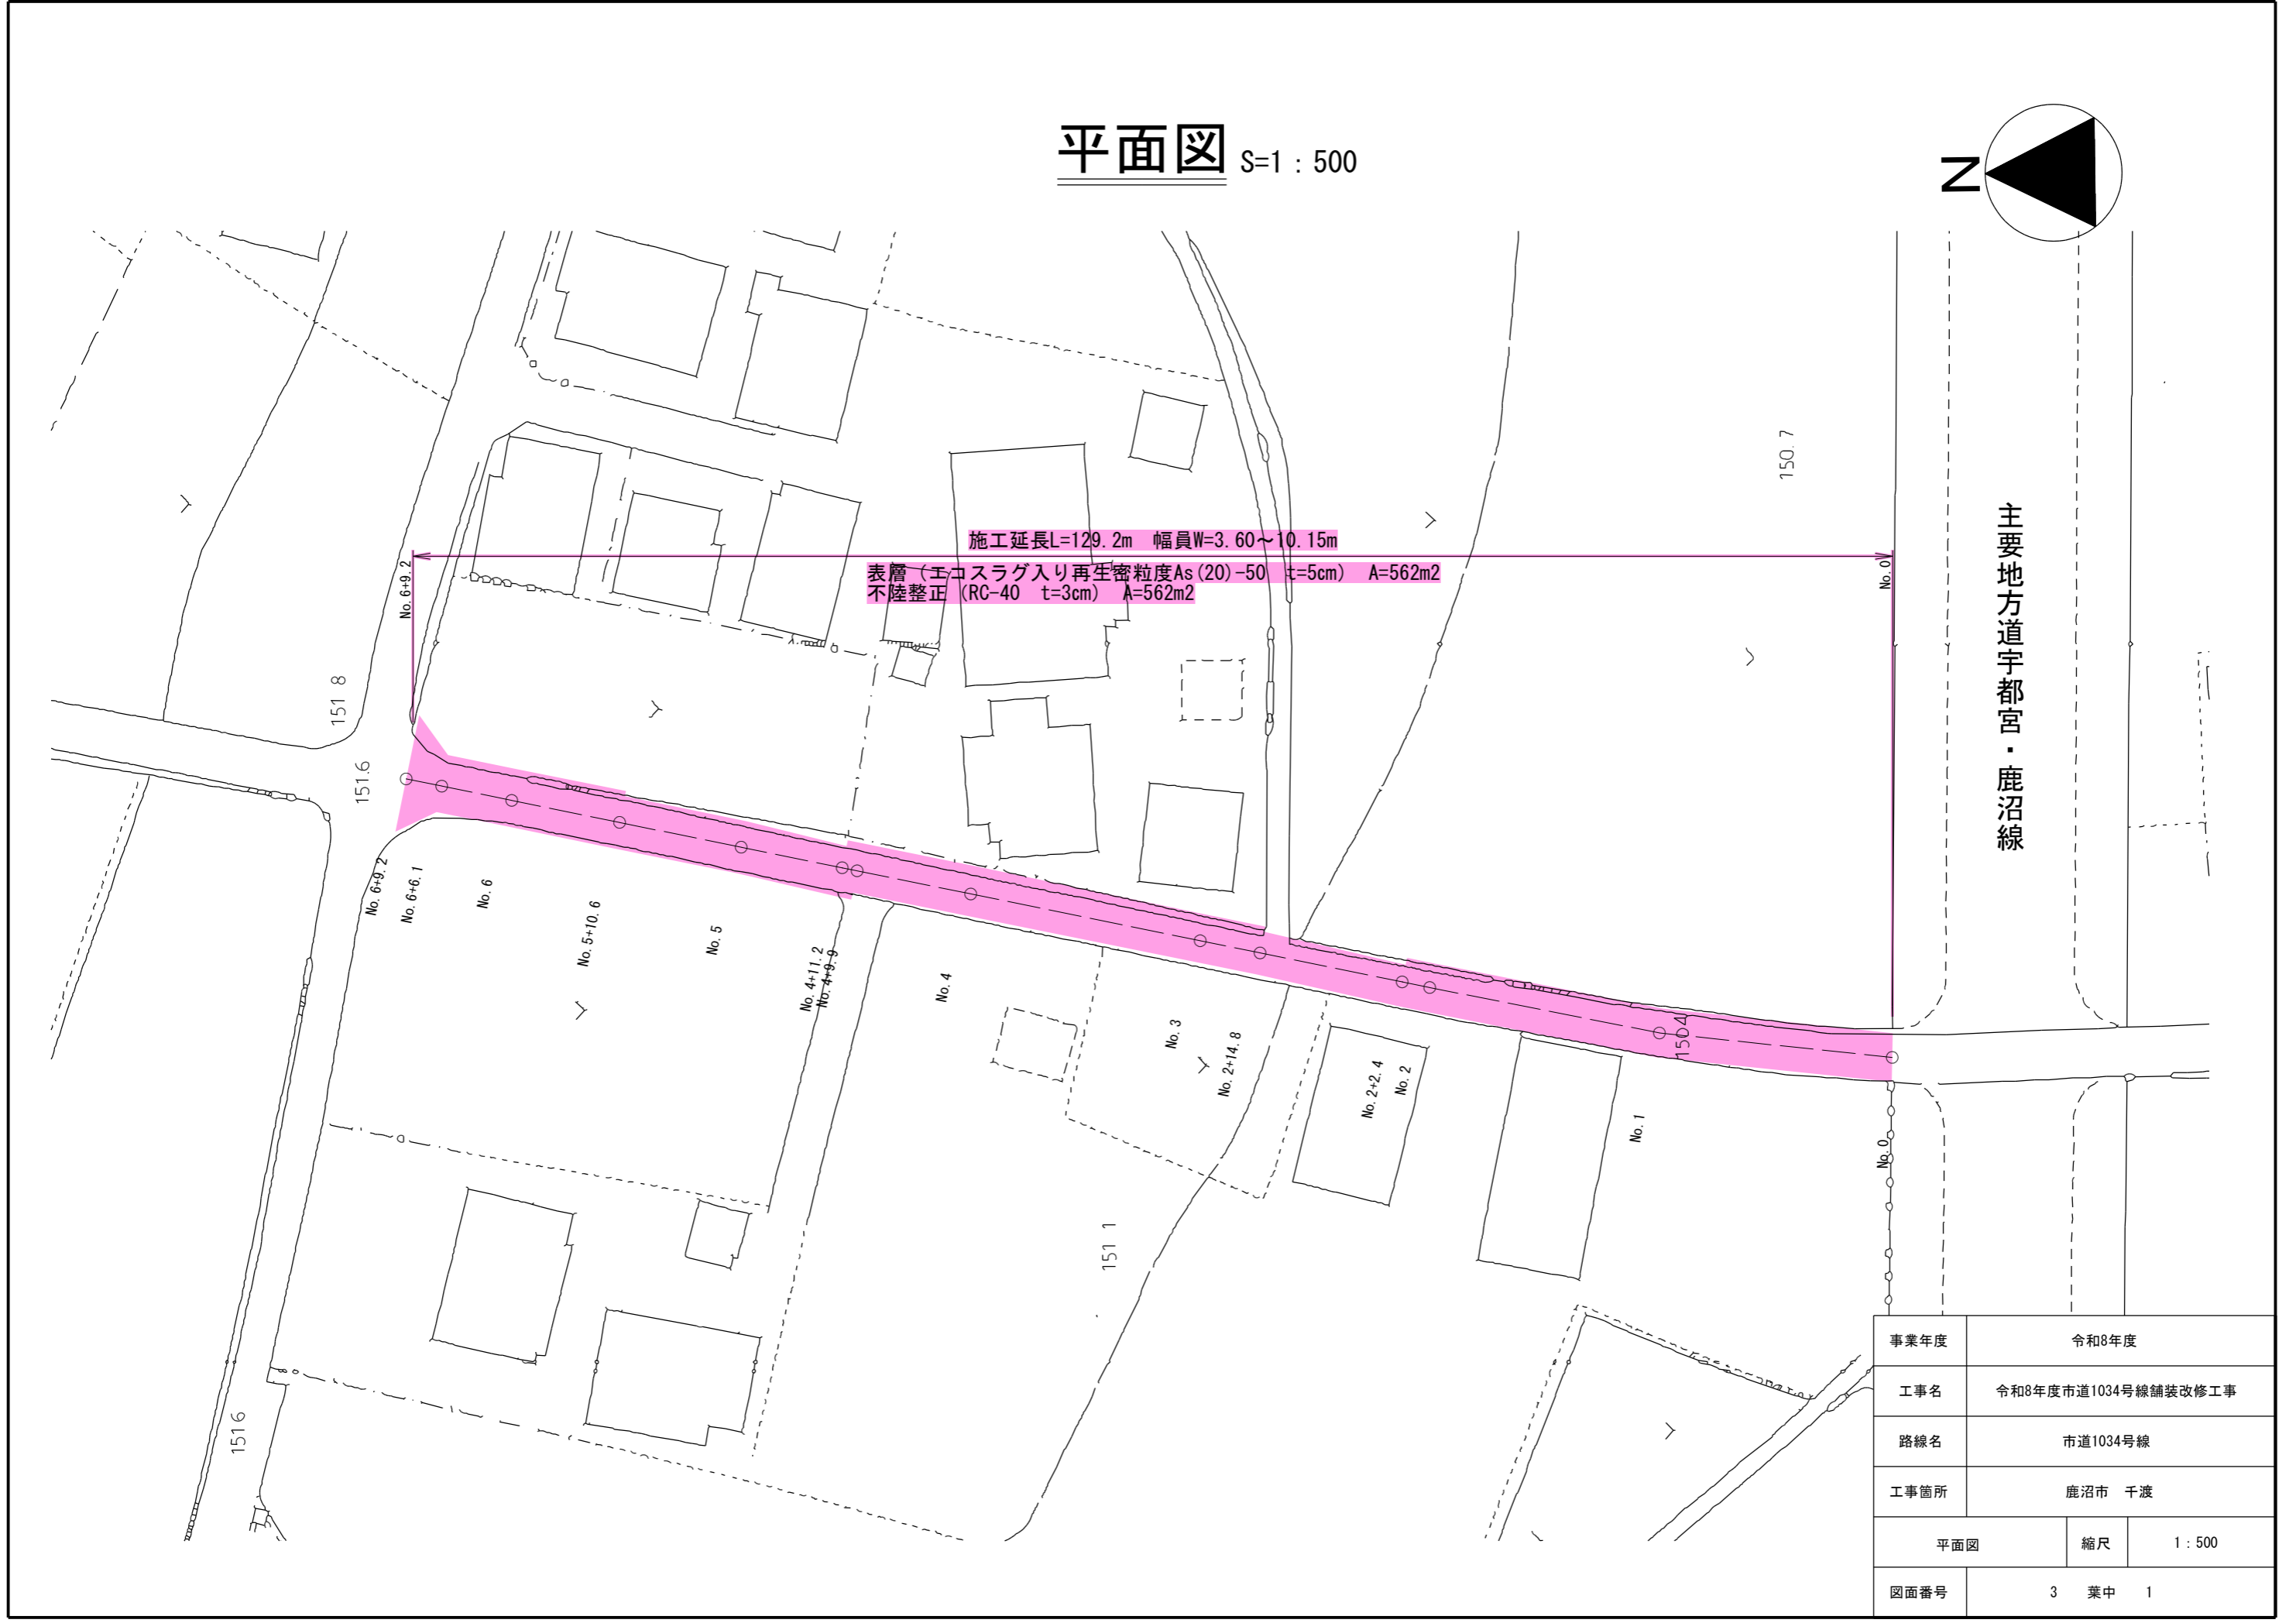 平面図 S=1：500
N
150.7
施工延長L=129.2m　幅員W=3.60～10.15m
表層（エコスラグ入り再生密粒度As(20)-50　t=5cm）　A=562m2
不陸整正（RC-40　t=3cm）　A=562m2
No.6+9.2
No.0
主要地方道宇都宮・鹿沼線
151 8
151.6
No.6+9.2
No.6+6.1
No.6
No.5+10.6
No.5
No.4+11.2
No.4+9.9
No.4
No.3
No.2+14.8
No.2+2.4
No.2
No.1
No.0
150 4
151 1
151 6
事業年度　令和8年度
工事名　令和8年度市道1034号線舗装改修工事
路線名　市道1034号線
工事箇所　鹿沼市　千渡
平面図　縮尺　1：500
図面番号　3　葉中　1